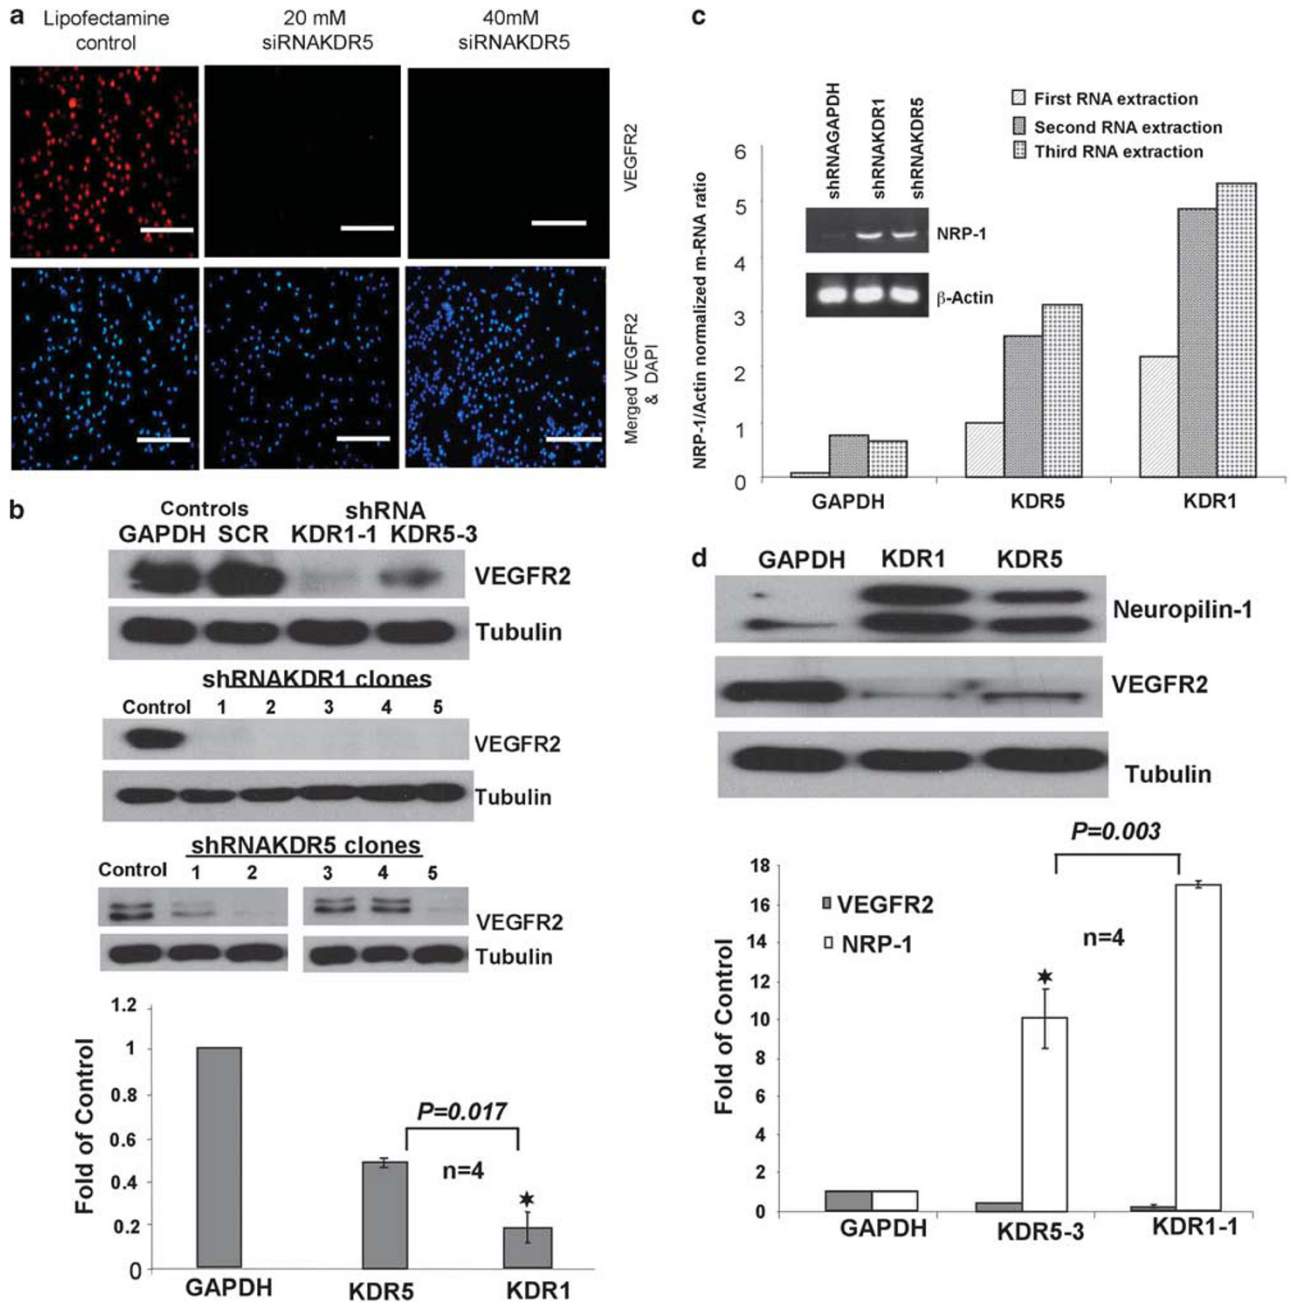 a
Lipofectamine
control
20 mM
siRNAKDR5
40mM
siRNAKDR5
VEGFR2
Merged VEGFR2
& DAPI
b
Controls
shRNA
GAPDH SCR KDR1-1 KDR5-3
VEGFR2
Tubulin
shRNAKDR1 clones
Control 1 2 3 4 5
VEGFR2
Tubulin
shRNAKDR5 clones
Control 1 2 3 4 5
VEGFR2
Tubulin
Fold of Control
1.2
1
0.8
0.6
0.4
0.2
0
P=0.017
n=4
GAPDH KDR5 KDR1
c
First RNA extraction
Second RNA extraction
Third RNA extraction
shRNAGAPDH
shRNAKDR1
shRNAKDR5
NRP-1
β-Actin
NRP-1/Actin normalized m-RNA ratio
6
5
4
3
2
1
0
GAPDH KDR5 KDR1
d
GAPDH KDR1 KDR5
Neuropilin-1
VEGFR2
Tubulin
P=0.003
Fold of Control
18
16
14
12
10
8
6
4
2
0
VEGFR2
NRP-1
n=4
GAPDH KDR5-3 KDR1-1